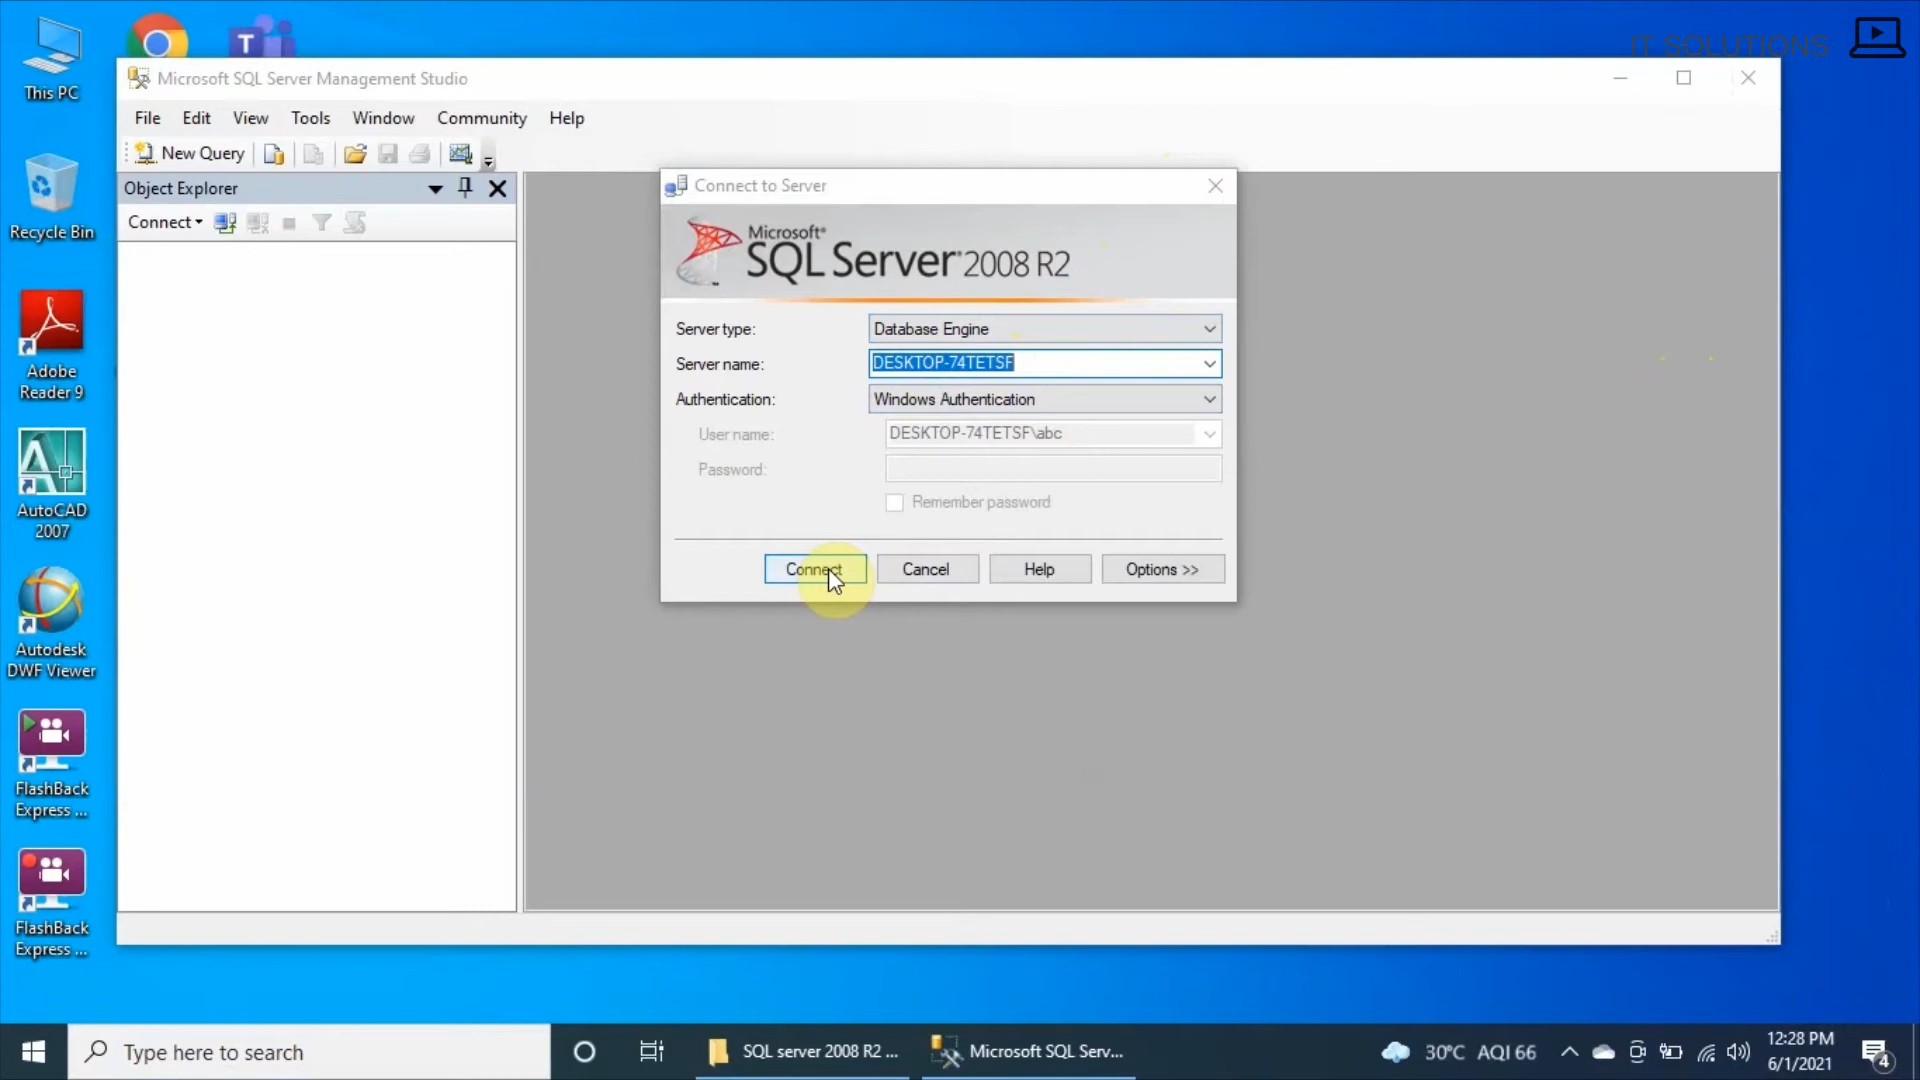 IT SOLUTIONS
This PC
T
Recycle Bin
Adobe
Reader 9
AutoCAD
2007
Autodesk
DWF Viewer
FlashBack
Express ...
FlashBack
Express ...
Microsoft SQL Server Management Studio
File Edit View Tools Window Community Help
New Query
Object Explorer
Connect
Connect to Server
Microsoft®
SQL Server® 2008 R2
Server type: Database Engine
Server name: DESKTOP-74TETSF
Authentication: Windows Authentication
User name: DESKTOP-74TETSF\abc
Password:
Remember password
Connect Cancel Help Options >>
Type here to search
SQL server 2008 R2 ...
Microsoft SQL Serv...
30°C AQI 66
12:28 PM
6/1/2021
4